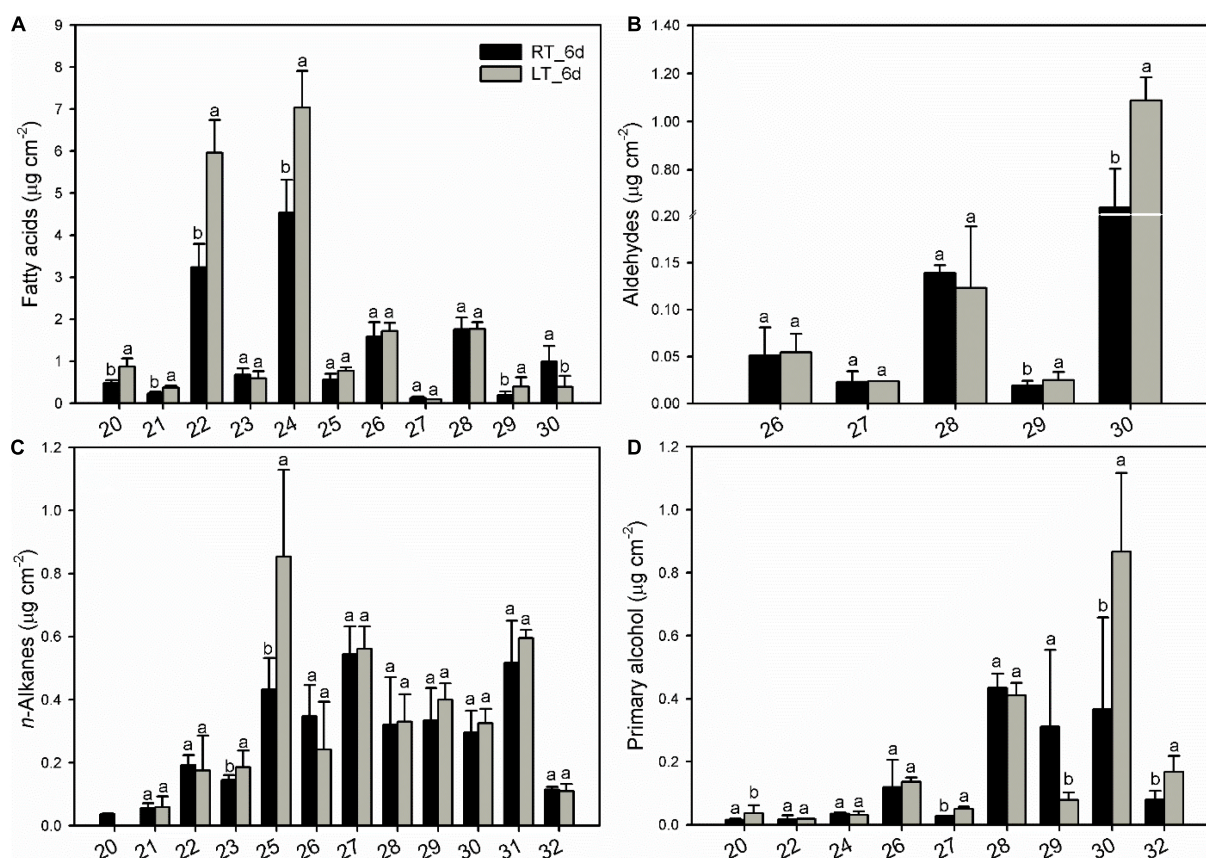 A
Fatty acids (µg cm⁻²)
9
8
7
6
5
4
3
2
1
0
RT_6d
LT_6d
b a b a b a a a b a a a a a a a a a b a a b
20 21 22 23 24 25 26 27 28 29 30
B
Aldehydes (µg cm⁻²)
1.40
1.20
1.00
0.80
0.20
0.15
0.10
0.05
0.00
a a a a a a b a b a
26 27 28 29 30
C
n-Alkanes (µg cm⁻²)
1.2
1.0
0.8
0.6
0.4
0.2
0.0
a a a a b a b a a a a a a a a a a a a a a a
20 21 22 23 25 26 27 28 29 30 31 32
D
Primary alcohol (µg cm⁻²)
1.2
1.0
0.8
0.6
0.4
0.2
0.0
a b a a a a a a b a a a a b b a b a
20 22 24 26 27 28 29 30 32